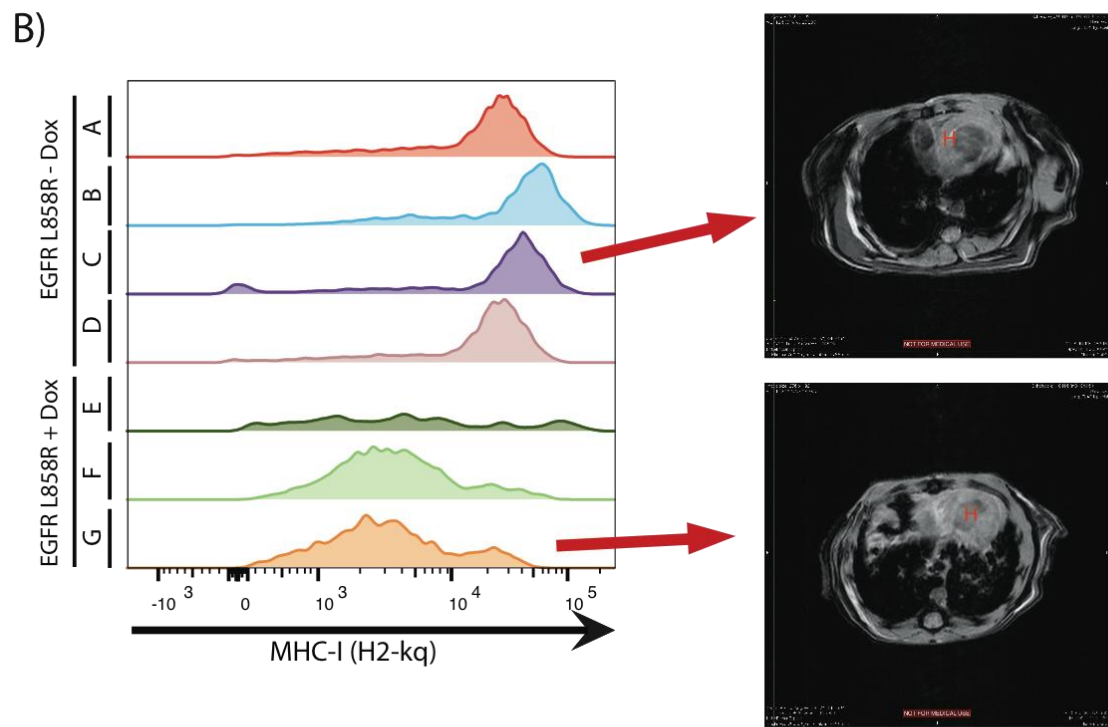 B)
EGFR L858R - Dox
A
B
C
D
EGFR L858R + Dox
E
F
G
-10 3
0
10 3
10 4
10 5
MHC-I (H2-kq)
H
NOT FOR MEDICAL USE
H
NOT FOR MEDICAL USE